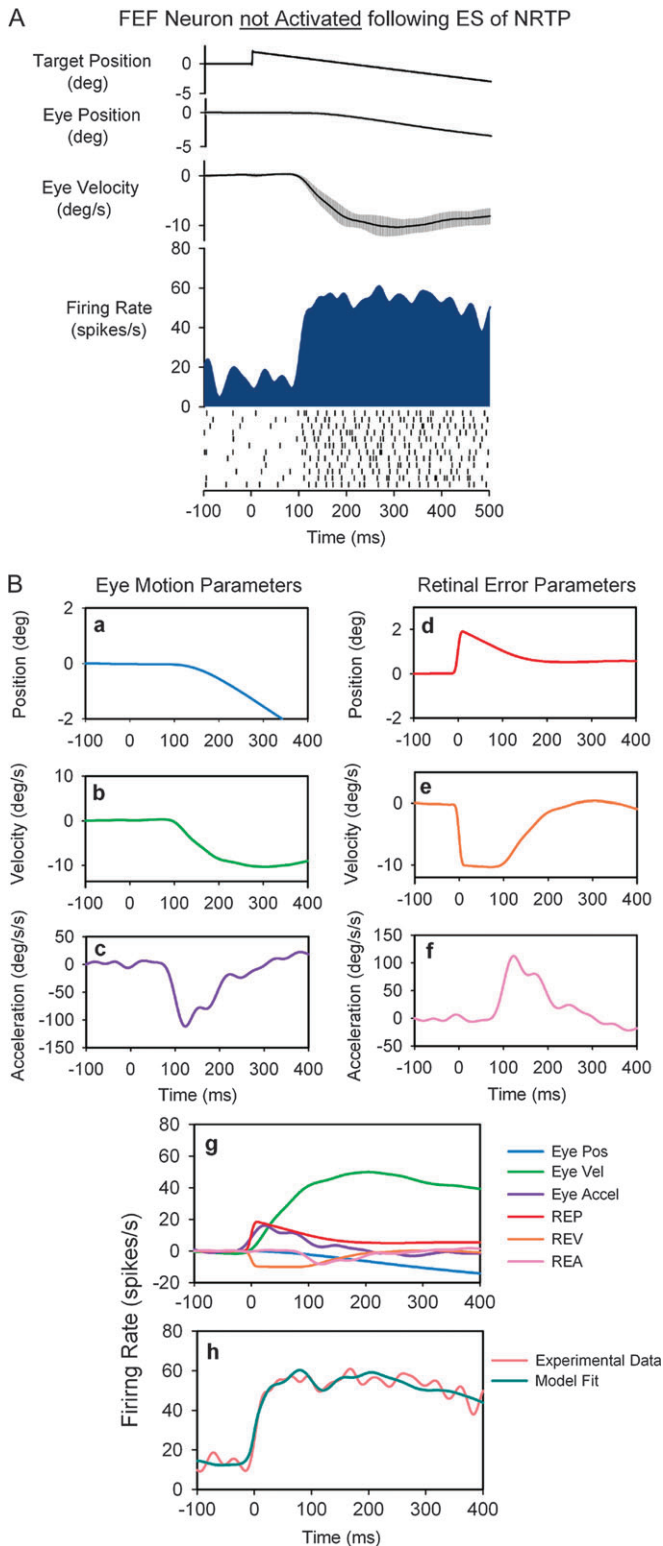 A
FEF Neuron not Activated following ES of NRTP
Target Position
(deg)
0
-5
Eye Position
(deg)
0
-5
Eye Velocity
(deg/s)
0
-10
Firing Rate
(spikes/s)
80
60
40
20
0
-100 0 100 200 300 400 500
Time (ms)
B
Eye Motion Parameters
Retinal Error Parameters
a
Position (deg)
2
0
-2
-100 0 100 200 300 400
d
Position (deg)
2
0
-2
-100 0 100 200 300 400
b
Velocity (deg/s)
10
0
-10
-100 0 100 200 300 400
e
Velocity (deg/s)
0
-10
-100 0 100 200 300 400
c
Acceleration (deg/s/s)
50
0
-50
-100
-150
-100 0 100 200 300 400
Time (ms)
f
Acceleration (deg/s/s)
100
50
0
-50
-100 0 100 200 300 400
Time (ms)
g
80
60
40
20
0
-20
-100 0 100 200 300 400
Eye Pos
Eye Vel
Eye Accel
REP
REV
REA
Firirng Rate (spikes/s)
h
80
60
40
20
0
-100 0 100 200 300 400
Time (ms)
Experimental Data
Model Fit